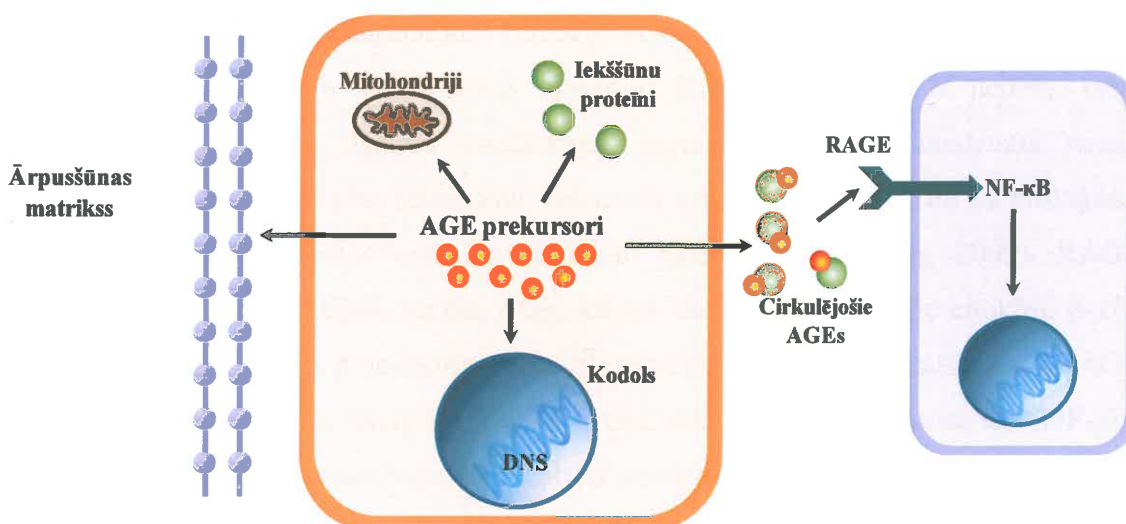 Mitohondriji
Iekššūnu
proteīni
RAGE
Ārpusšūnas
matrikss
NF-κB
AGE prekursori
Cirkulējošie
AGEs
Kodols
DNS